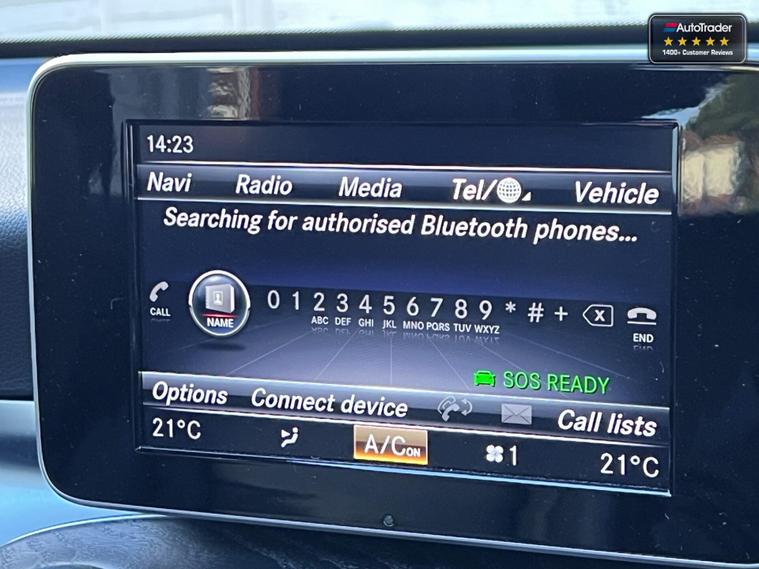 AutoTrader
1400+ Customer Reviews
14:23
Navi Radio Media Tel/ Vehicle
Searching for authorised Bluetooth phones...
CALL NAME 0 1 2 3 4 5 6 7 8 9 * # + X END
ABC DEF GHI JKL MNO PQRS TUV WXYZ
SOS READY
Options Connect device Call lists
21°C A/C ON 1 21°C